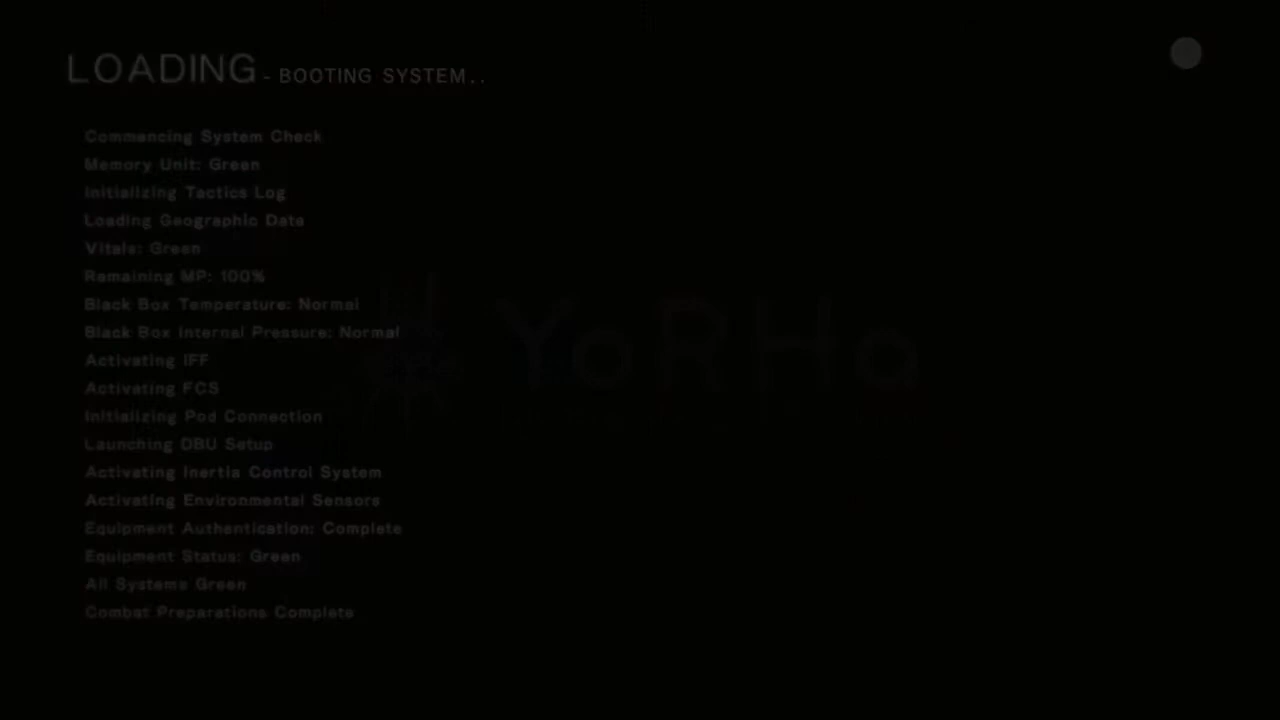 LOADING - BOOTING SYSTEM..
Commencing System Check
Memory Unit: Green
Initializing Tactics Log
Loading Geographic Data
Vitals: Green
Remaining MP: 100%
Black Box Temperature: Normal
Black Box Internal Pressure: Normal
Activating IFF
Activating FCS
Initializing Pod Connection
Launching DBU Setup
Activating Inertia Control System
Activating Environmental Sensors
Equipment Authentication: Complete
Equipment Status: Green
All Systems Green
Combat Preparations Complete
YoRHa